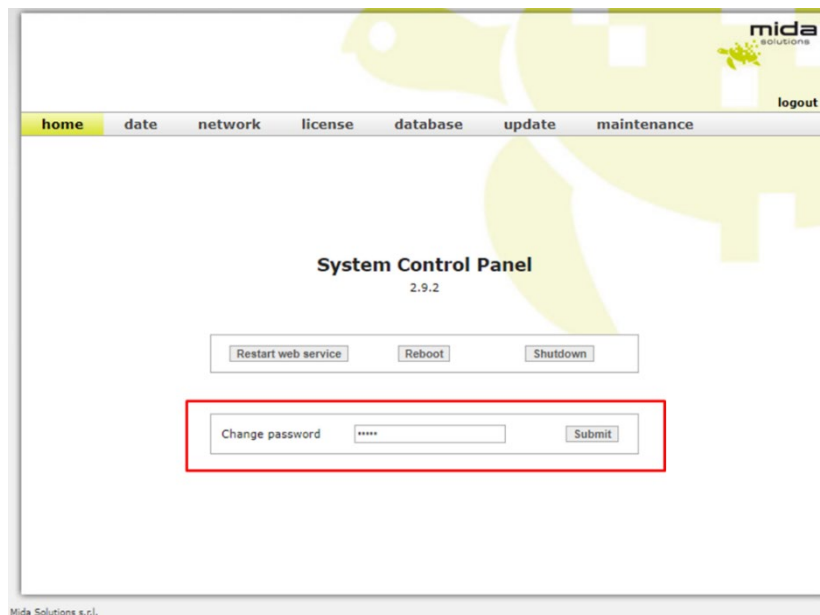 mida
solutions
logout
home date network license database update maintenance
System Control Panel
2.9.2
Restart web service Reboot Shutdown
Change password ••••• Submit
Mida Solutions s.r.l.